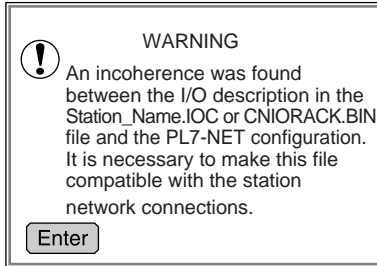 WARNING
An incoherence was found
between the I/O description in the
Station_Name.IOC or CNIORACK.BIN
file and the PL7-NET configuration.
It is necessary to make this file
compatible with the station
network connections.
Enter